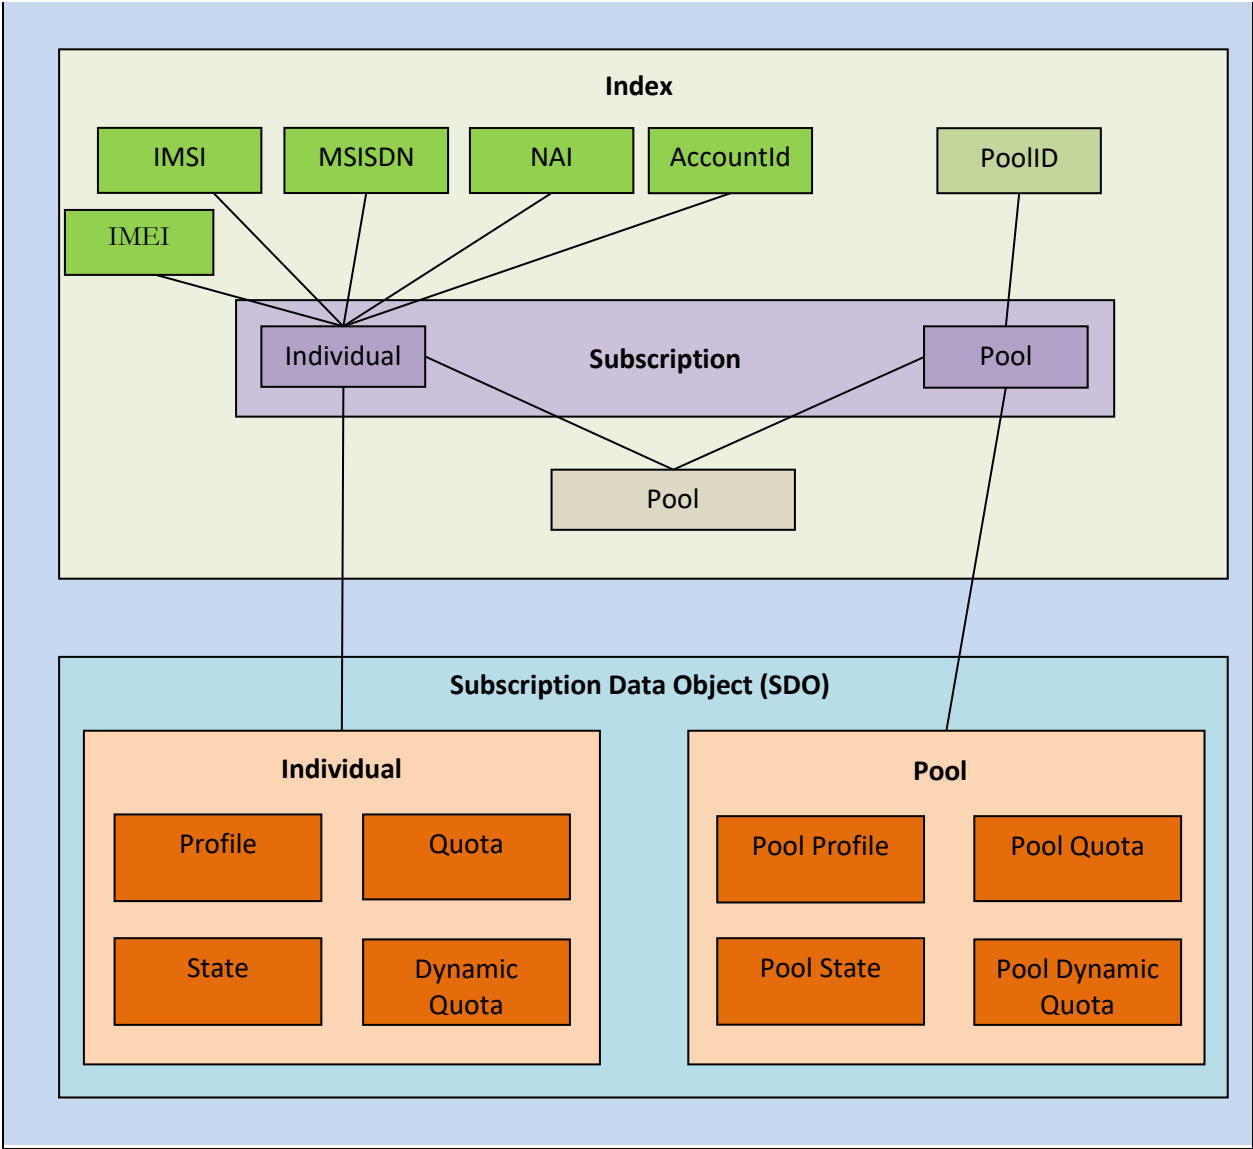 Index
IMSI
MSISDN
NAI
AccountId
PoolID
IMEI
Individual
Subscription
Pool
Pool
Subscription Data Object (SDO)
Individual
Profile
Quota
State
Dynamic
Quota
Pool
Pool Profile
Pool Quota
Pool State
Pool Dynamic
Quota